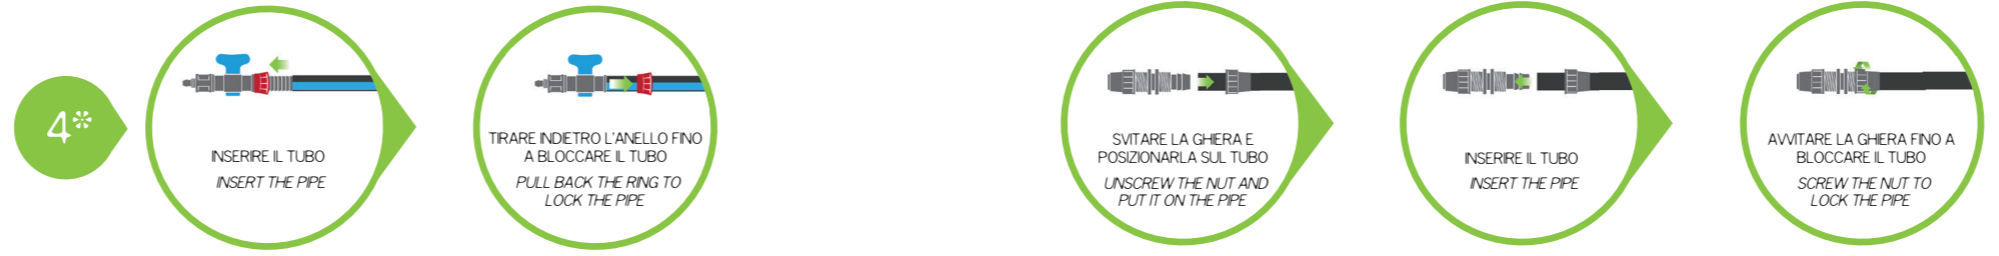 4*
INSERIRE IL TUBO
INSERT THE PIPE
TIRARE INDIETRO L'ANELLO FINO
A BLOCCARE IL TUBO
PULL BACK THE RING TO
LOCK THE PIPE
SVITARE LA GHIERA E
POSIZIONARLA SUL TUBO
UNSCREW THE NUT AND
PUT IT ON THE PIPE
INSERIRE IL TUBO
INSERT THE PIPE
AVVITARE LA GHIERA FINO A
BLOCCARE IL TUBO
SCREW THE NUT TO
LOCK THE PIPE